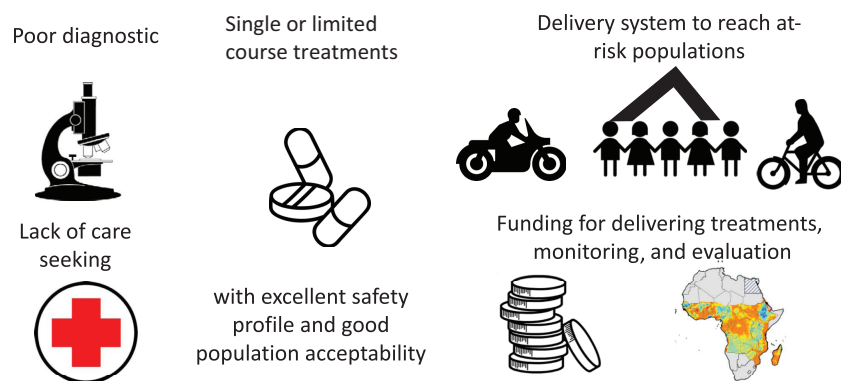 Poor diagnostic
Single or limited
course treatments
Delivery system to reach at-
risk populations
Lack of care
seeking
with excellent safety
profile and good
population acceptability
Funding for delivering treatments,
monitoring, and evaluation